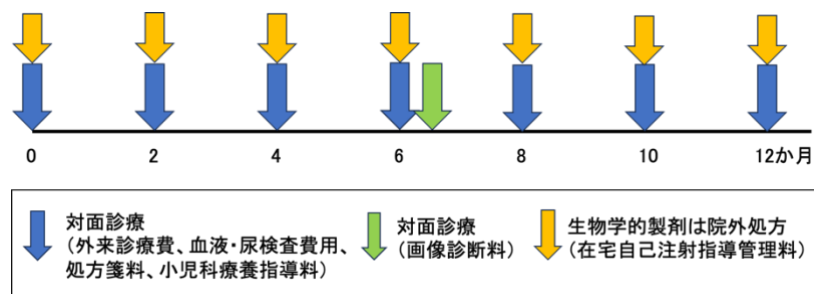 0 2 4 6 8 10 12か月
対面診療
（外来診療費、血液・尿検査費用、
処方箋料、小児科療養指導料）
対面診療
（画像診断料）
生物学的製剤は院外処方
（在宅自己注射指導管理料）